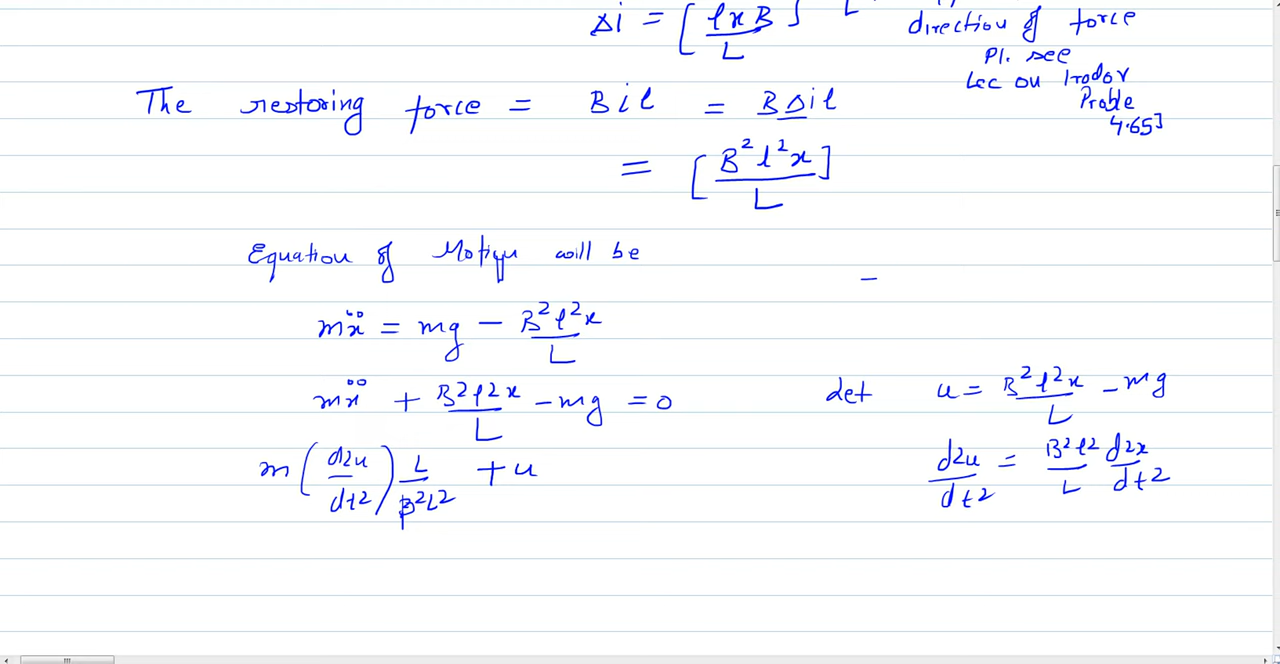 Δi = [ lxB / L ]
direction of force
Pl. see
Lec on Irodov
Proble
4.65]
The restoring force = Bil = BΔil
= [ B²l²x / L ]
Equation of Motion will be
mẍ = mg − B²l²x / L
mẍ + B²l²x / L − mg = 0
Let u = B²l²x / L − mg
m (d2u / dt2) L / B²L² + u
d2u / dt2 = B²l² / L d2x / dt2